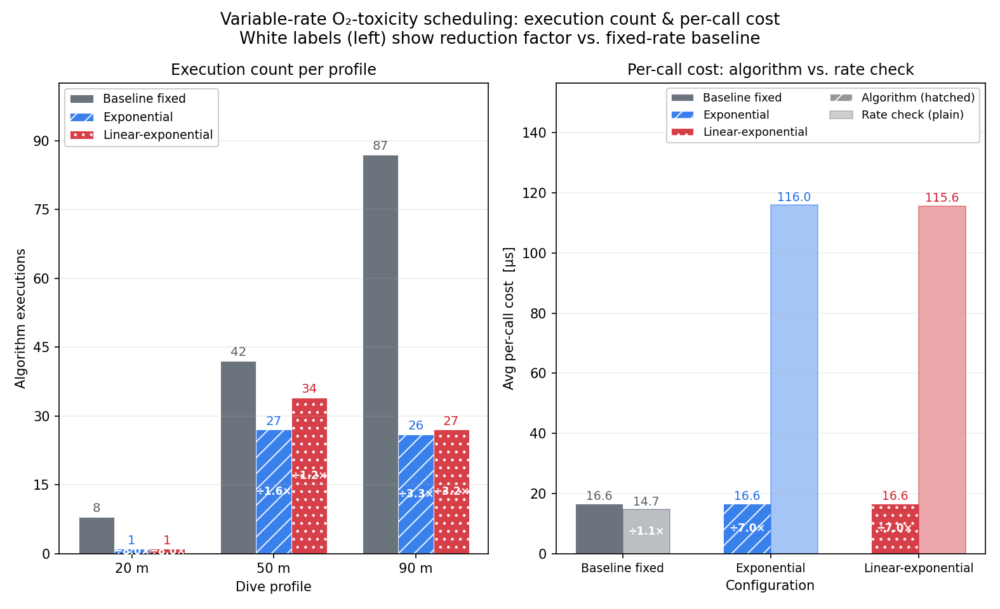 Variable-rate O₂-toxicity scheduling: execution count & per-call cost
White labels (left) show reduction factor vs. fixed-rate baseline
Execution count per profile
Baseline fixed
Exponential
Linear-exponential
Algorithm executions
90
75
60
45
30
15
0
8
1
1
÷8.0×
÷8.0×
42
27
34
÷1.6×
÷1.2×
87
26
27
÷3.3×
÷3.2×
20 m
50 m
90 m
Dive profile
Per-call cost: algorithm vs. rate check
Baseline fixed
Exponential
Linear-exponential
Algorithm (hatched)
Rate check (plain)
Avg per-call cost [µs]
140
120
100
80
60
40
20
0
16.6
14.7
÷1.1×
16.6
116.0
÷7.0×
16.6
115.6
÷7.0×
Baseline fixed
Exponential
Linear-exponential
Configuration